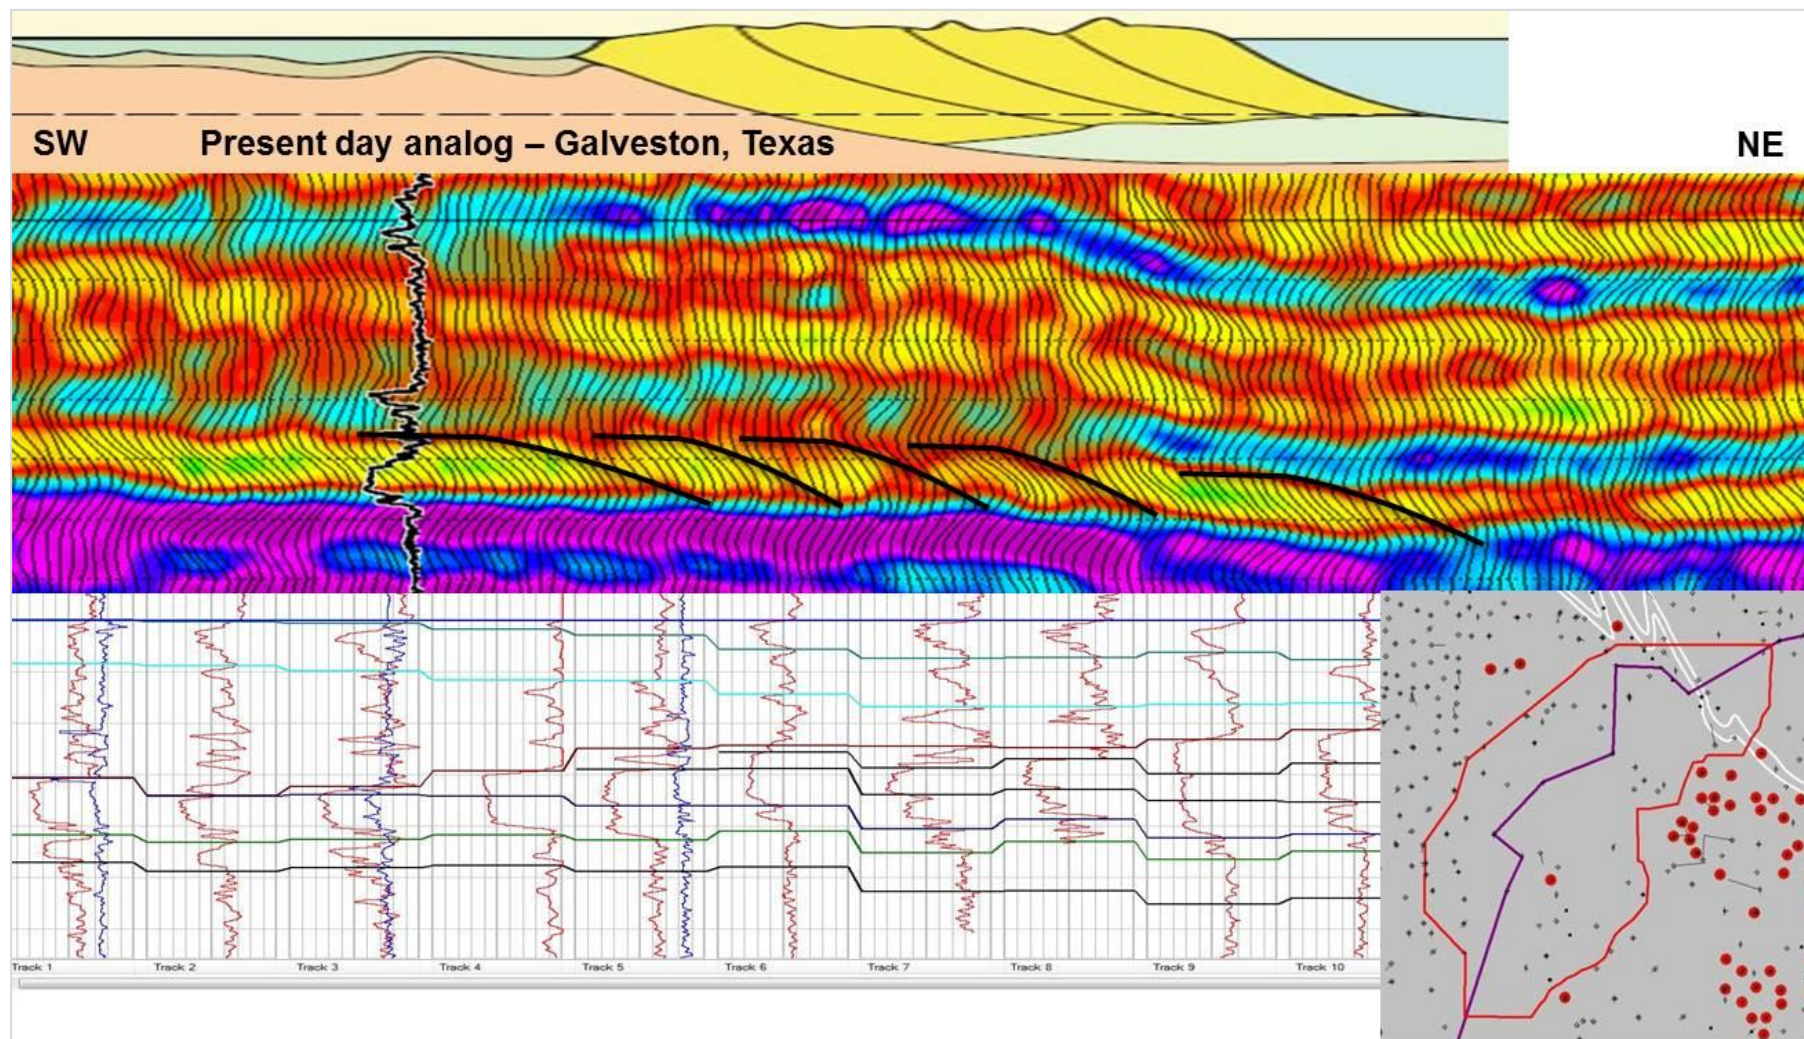 SW Present day analog – Galveston, Texas NE
Track 1 Track 2 Track 3 Track 4 Track 5 Track 6 Track 7 Track 8 Track 9 Track 10